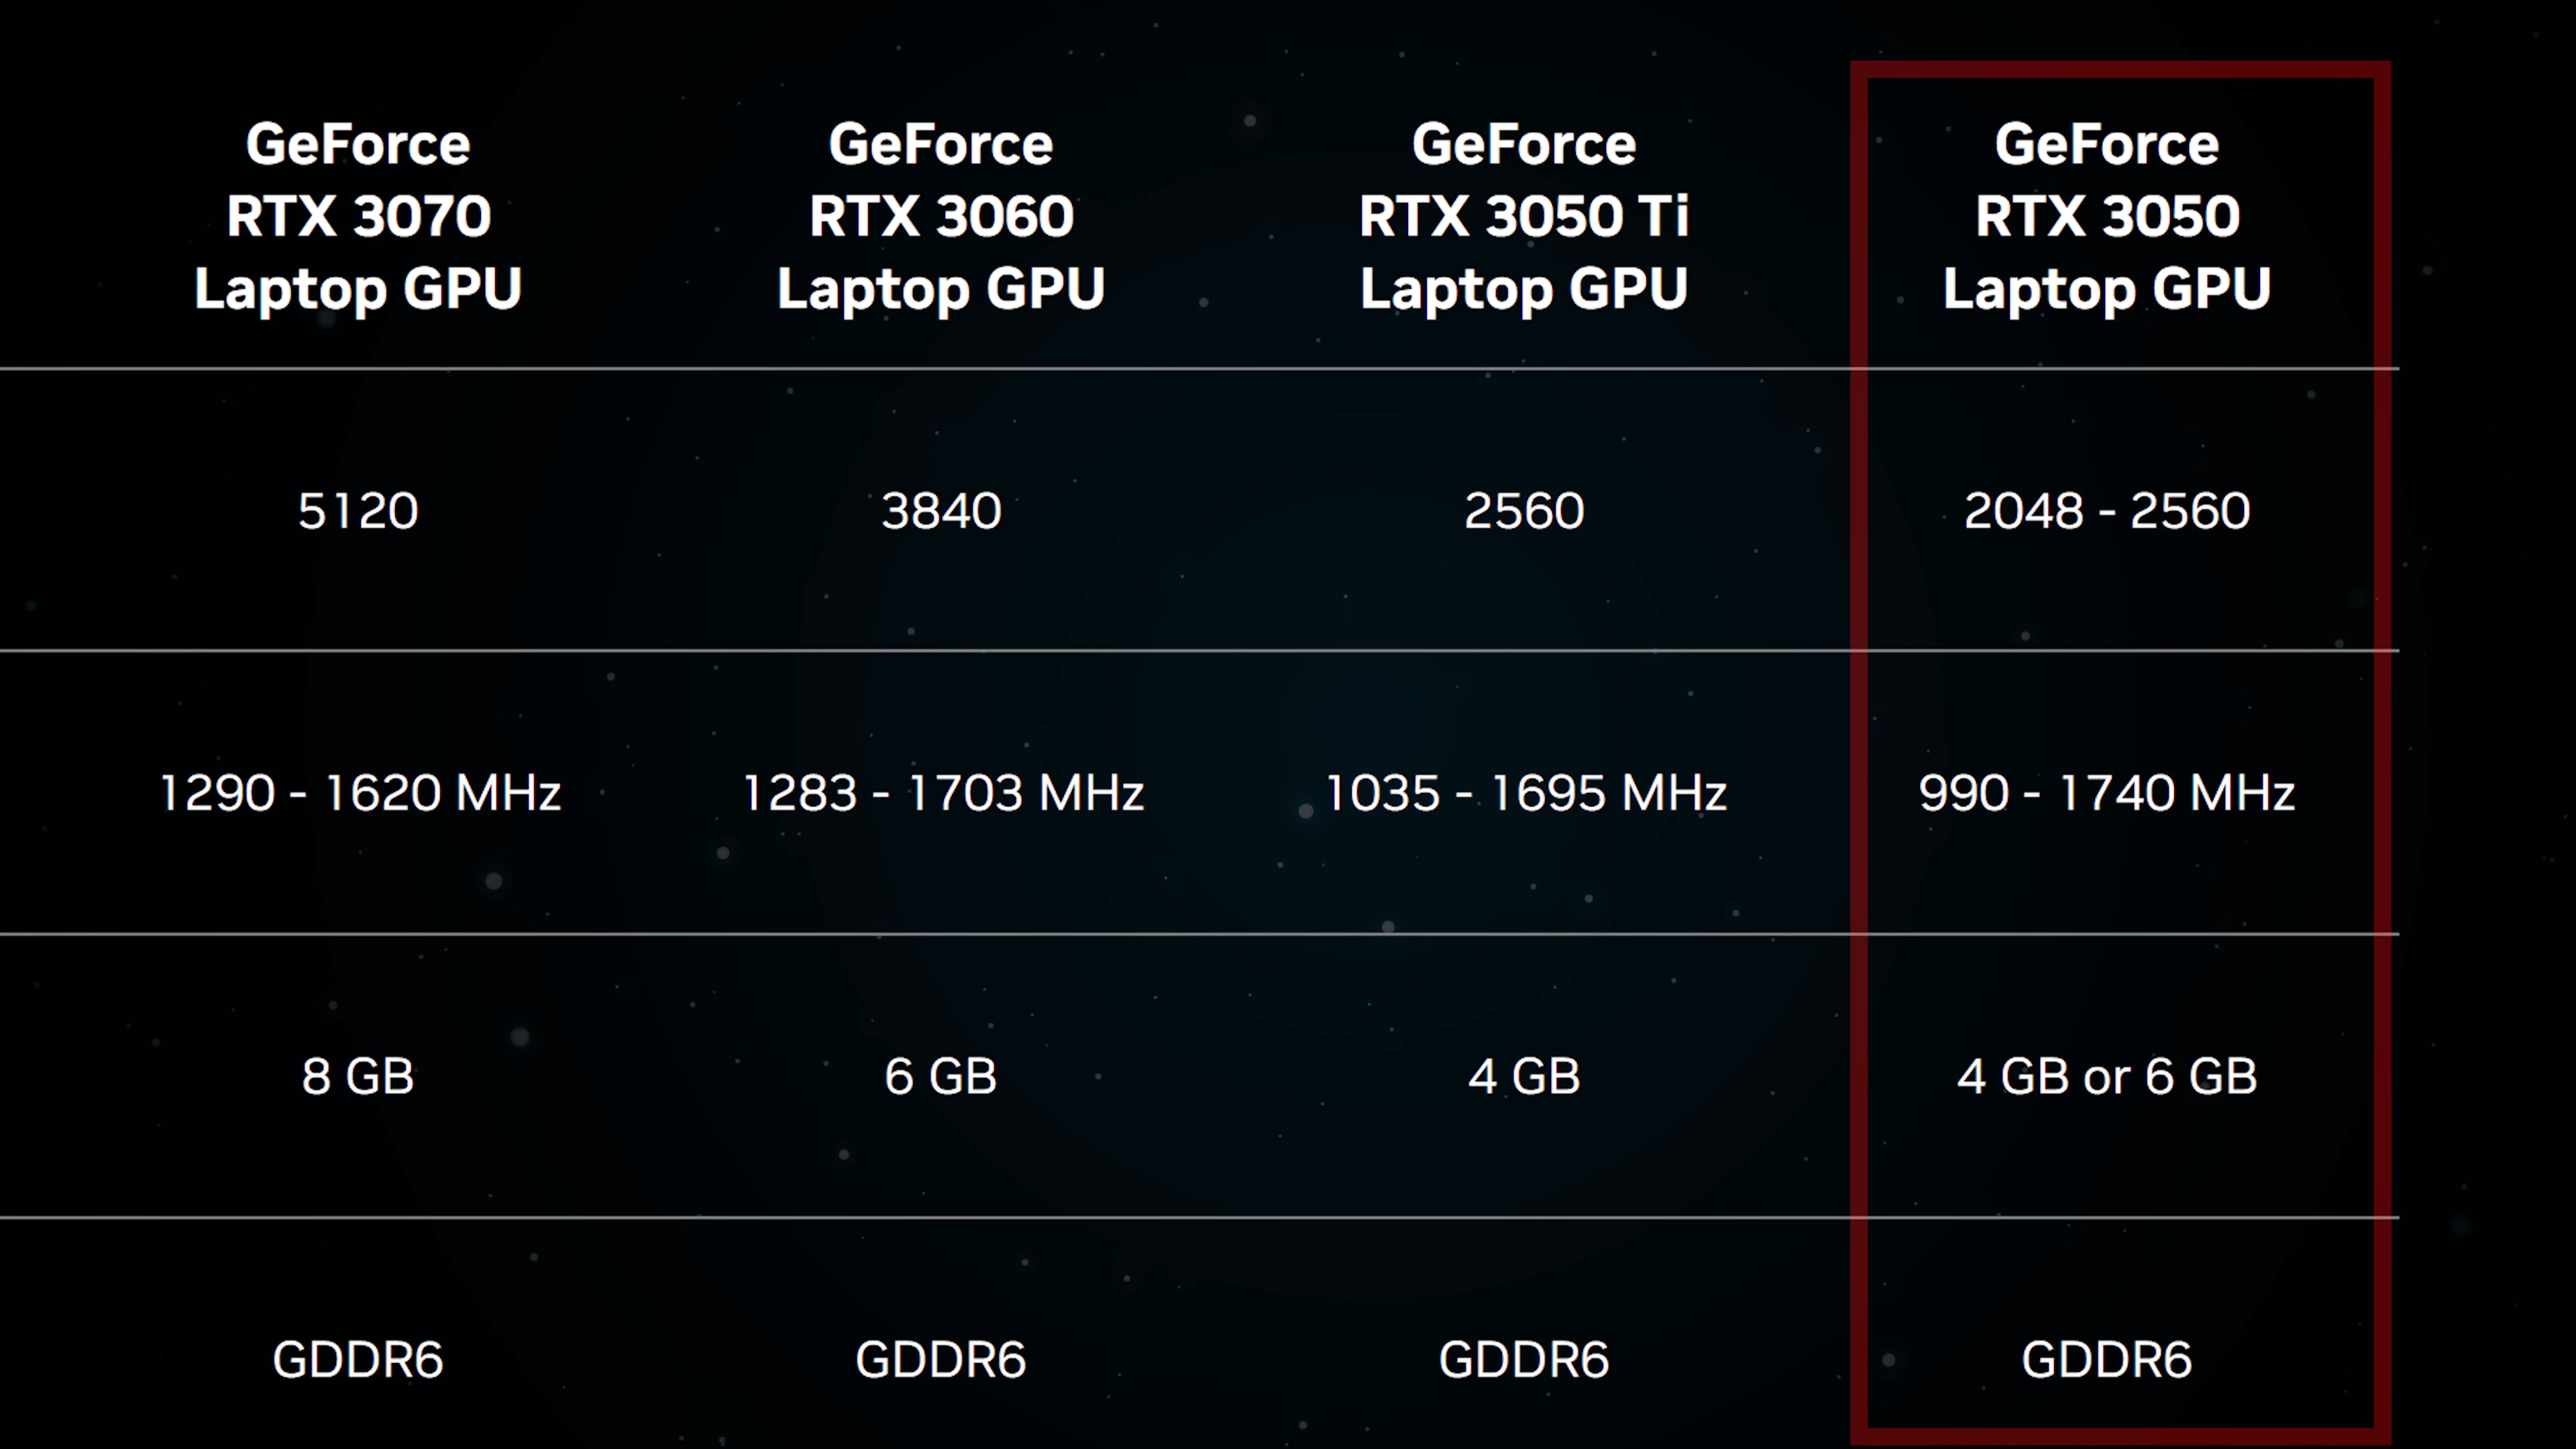 GeForce
RTX 3070
Laptop GPU
GeForce
RTX 3060
Laptop GPU
GeForce
RTX 3050 Ti
Laptop GPU
GeForce
RTX 3050
Laptop GPU
5120 3840 2560 2048 - 2560
1290 - 1620 MHz 1283 - 1703 MHz 1035 - 1695 MHz 990 - 1740 MHz
8 GB 6 GB 4 GB 4 GB or 6 GB
GDDR6 GDDR6 GDDR6 GDDR6